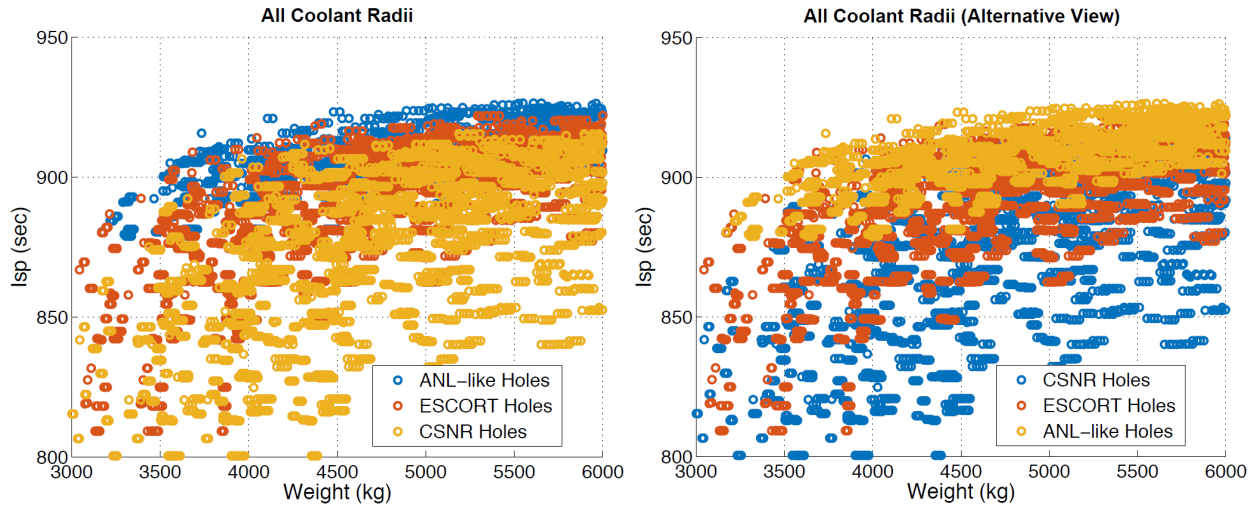 All Coolant Radii
950
900
850
800
Isp (sec)
3000 3500 4000 4500 5000 5500 6000
Weight (kg)
ANL-like Holes
ESCORT Holes
CSNR Holes
All Coolant Radii (Alternative View)
950
900
850
800
Isp (sec)
3000 3500 4000 4500 5000 5500 6000
Weight (kg)
CSNR Holes
ESCORT Holes
ANL-like Holes